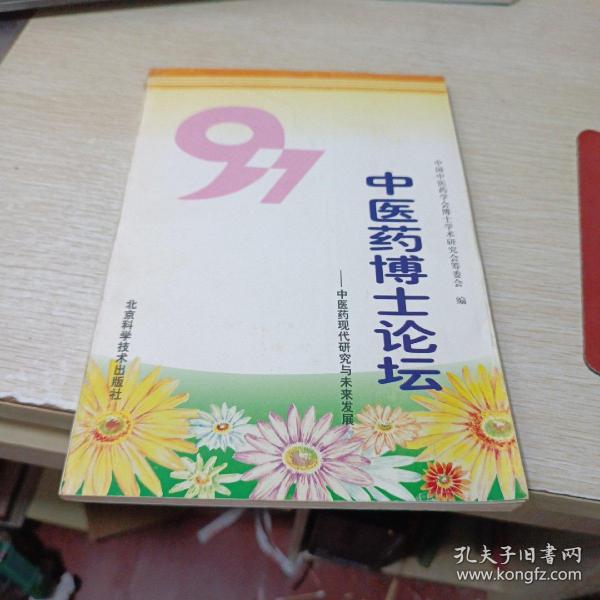 97
中医药博士论坛
——中医药现代研究与未来发展
中国中医药学会博士学术研究会筹委会 编
北京科学技术出版社
孔夫子旧书网
www.kongfz.com